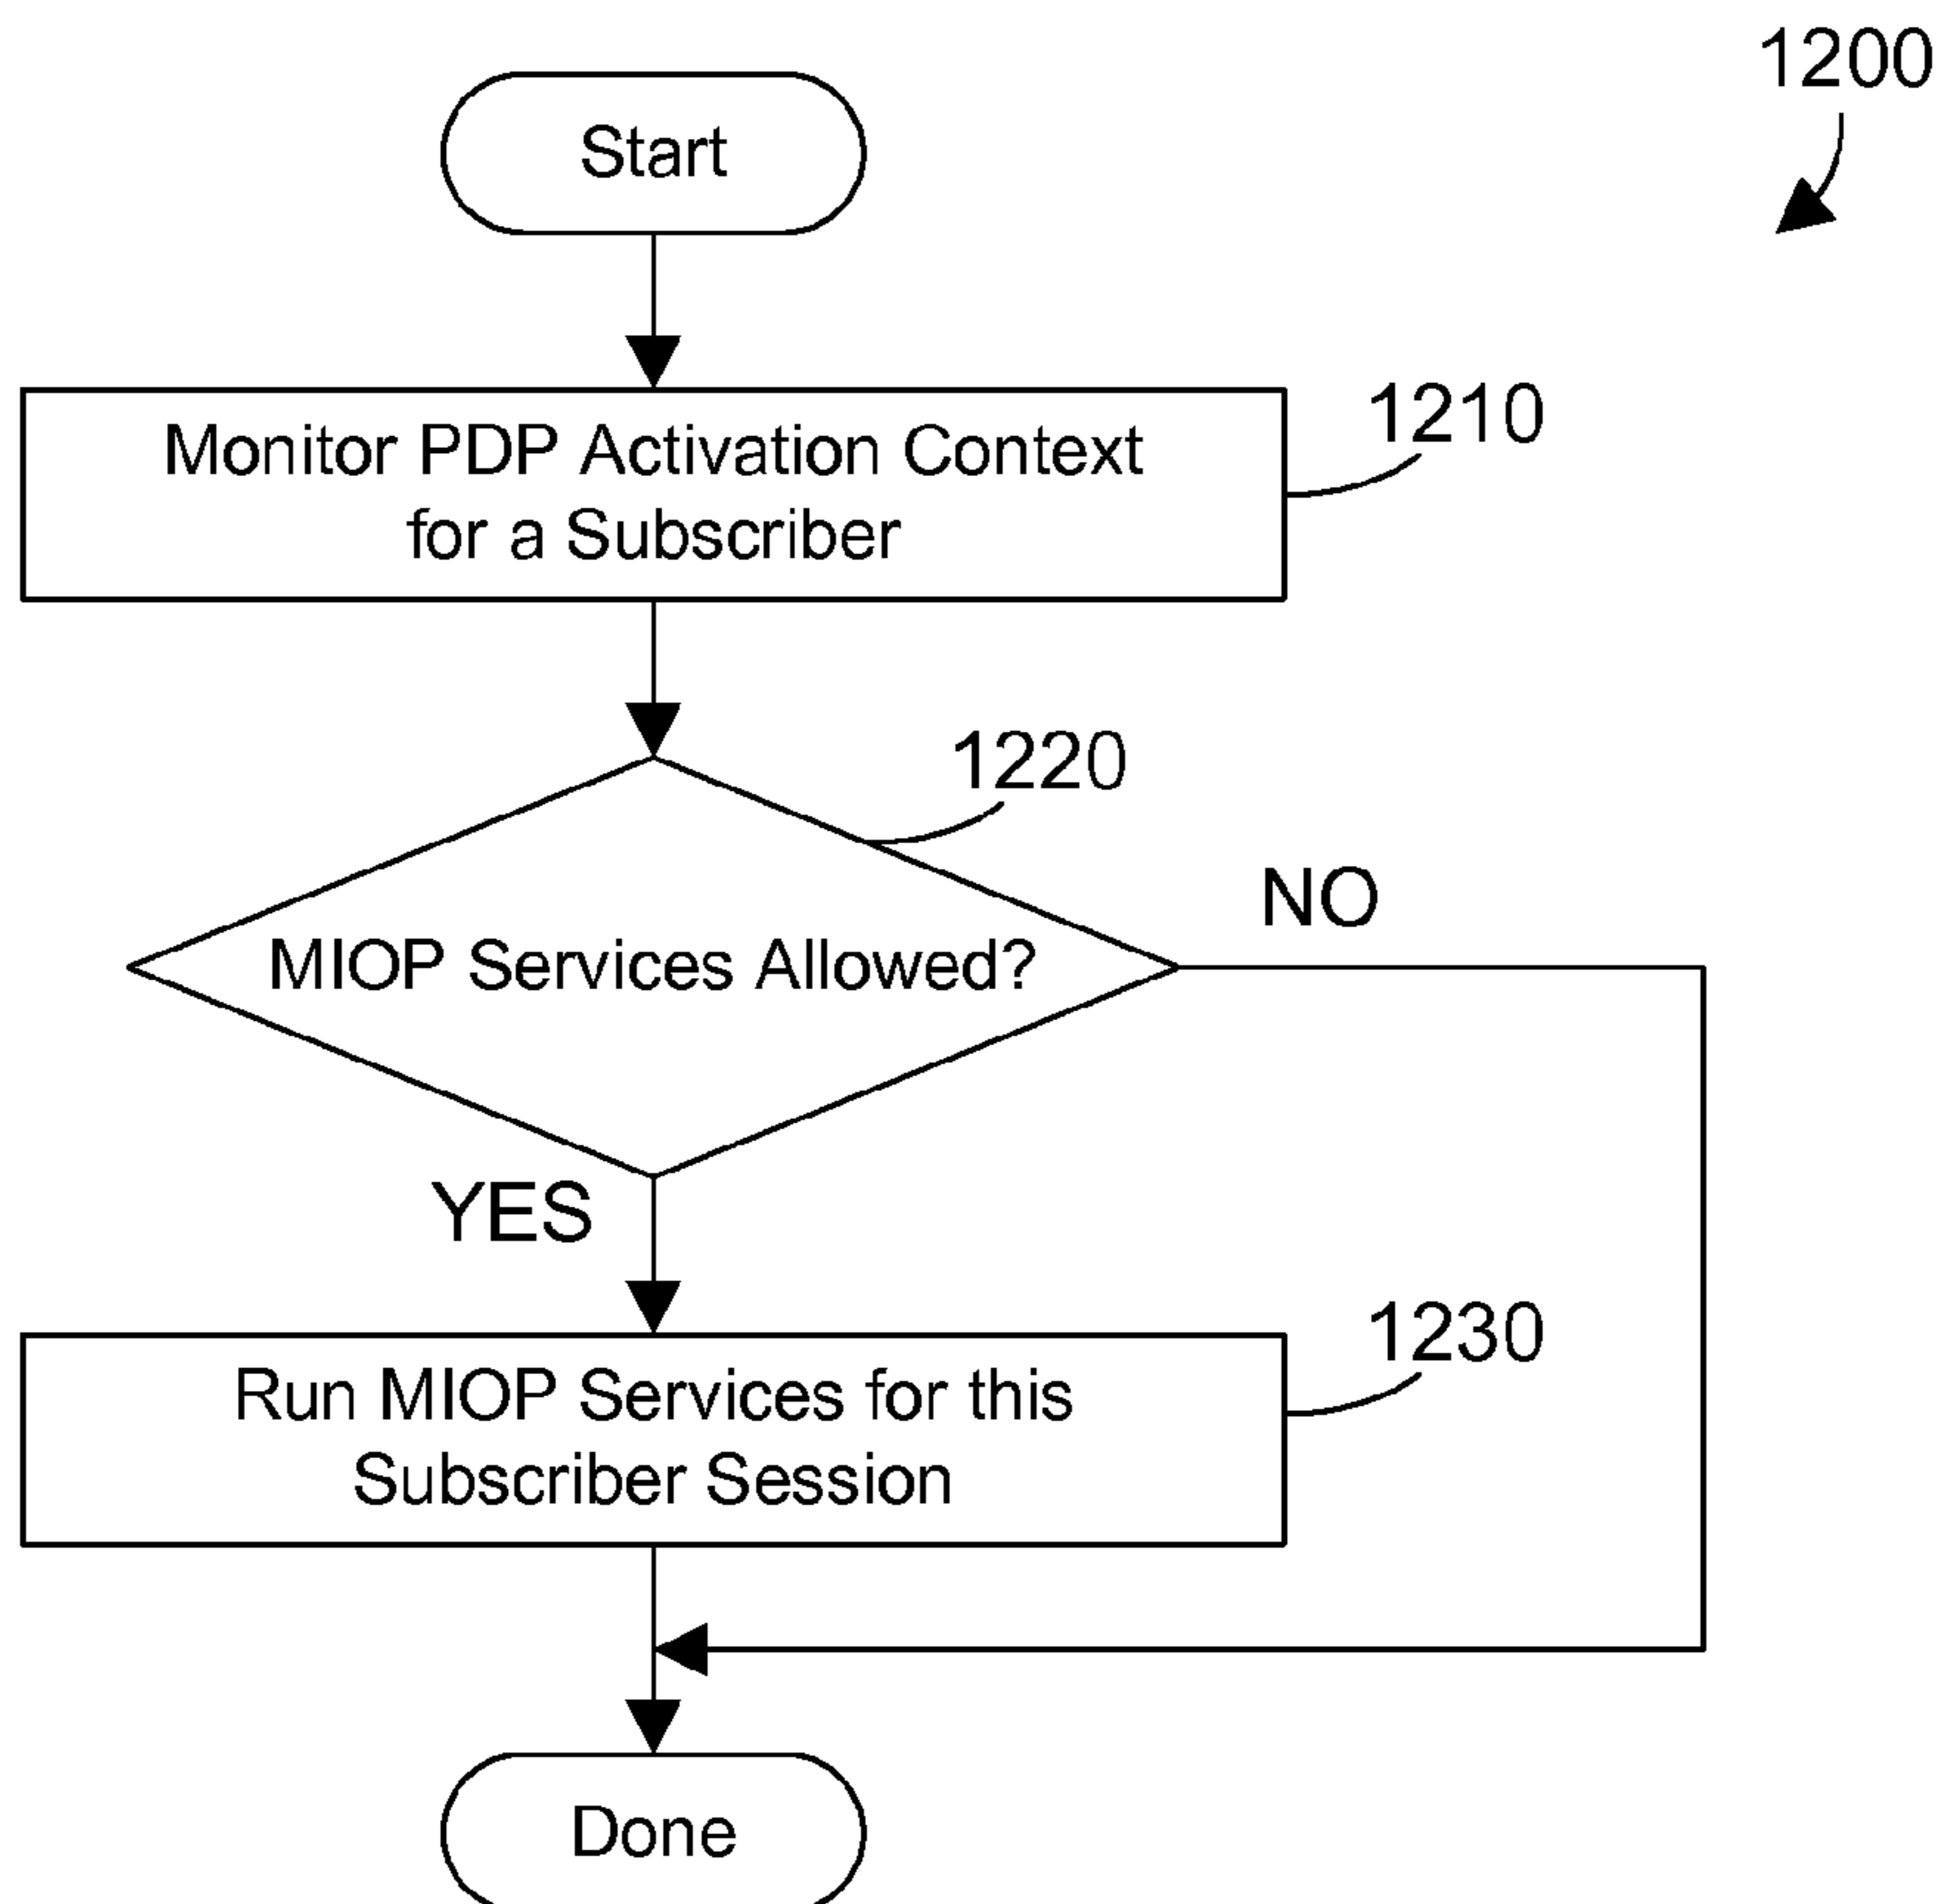 1200
Start
Monitor PDP Activation Context
for a Subscriber
1210
1220
MIOP Services Allowed?
NO
YES
Run MIOP Services for this
Subscriber Session
1230
Done